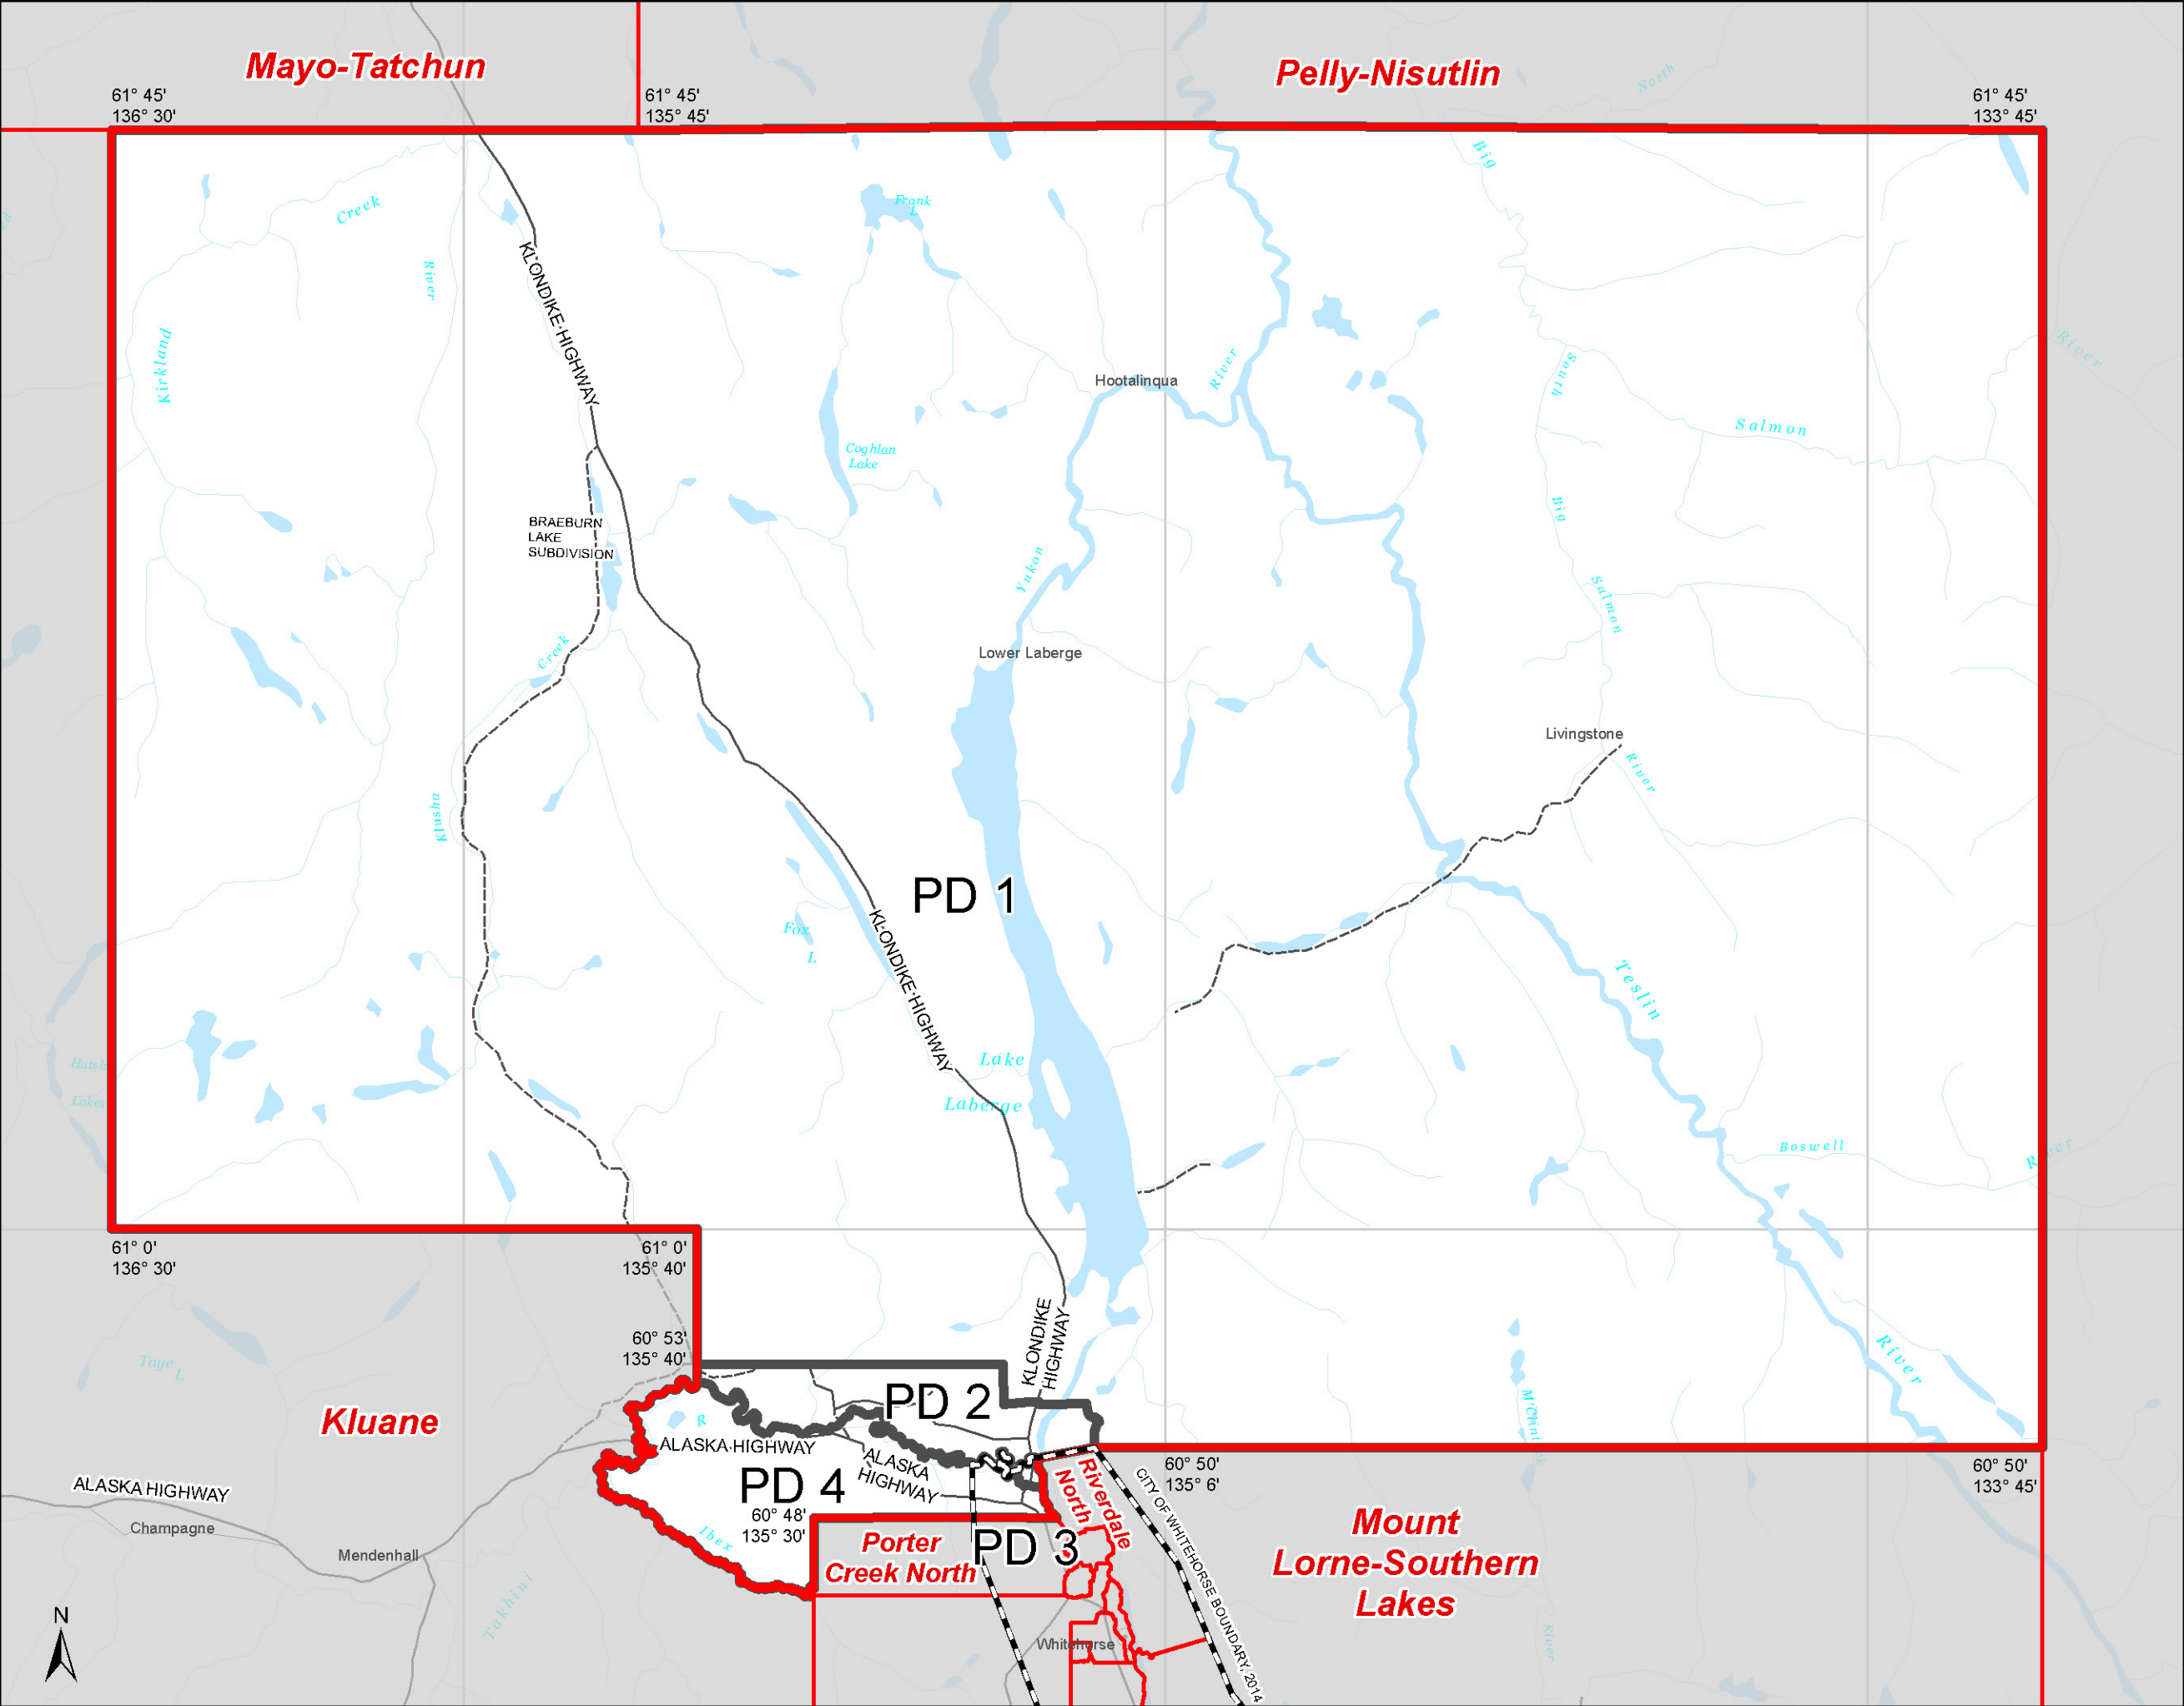 Mayo-Tatchun
Pelly-Nisutlin
North
61° 45'
136° 30'
61° 45'
135° 45'
61° 45'
133° 45'
Big
Creek
Frank
L
River
KLONDIKE HIGHWAY
Kirkland
South
River
River
Hootalinqua
Salmon
Coghlan
Lake
Big
BRAEBURN
LAKE
SUBDIVISION
Yukon
Salmon
Creek
Lower Laberge
Livingstone
River
Klusha
PD 1
Fox
L
KLONDIKE HIGHWAY
Teslin
Lake
Laberge
Hutsh
Lakes
Boswell
River
61° 0'
136° 30'
61° 0'
135° 40'
KLONDIKE
HIGHWAY
60° 53'
135° 40'
Taye
L
River
PD 2
Kluane
R
M'Clintock
ALASKA HIGHWAY
ALASKA
HIGHWAY
PD 4
60° 50'
135° 6'
60° 50'
133° 45'
Riverdale
North
CITY OF WHITEHORSE BOUNDARY, 2014
ALASKA HIGHWAY
Champagne
60° 48'
135° 30'
Ibex
Porter
Creek North
PD 3
Mount
Lorne-Southern
Lakes
Mendenhall
Takhini
N
Whitehorse
River